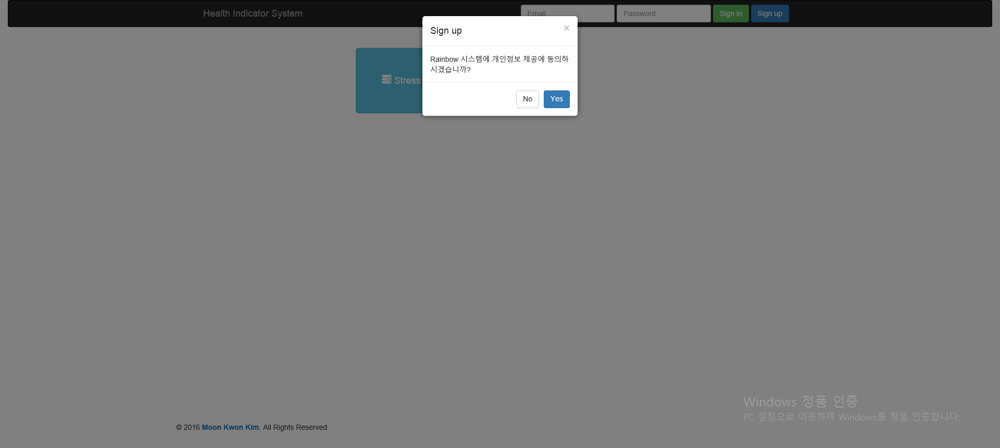 Health Indicator System
Email
Password
Sign in
Sign up
Sign up
×
Rainbow 시스템에 개인정보 제공에 동의하
시겠습니까?
No
Yes
Stress
Windows 정품 인증
PC 설정으로 이동하여 Windows를 정품 인증합니다.
© 2016 Moon Kwon Kim. All Rights Reserved.